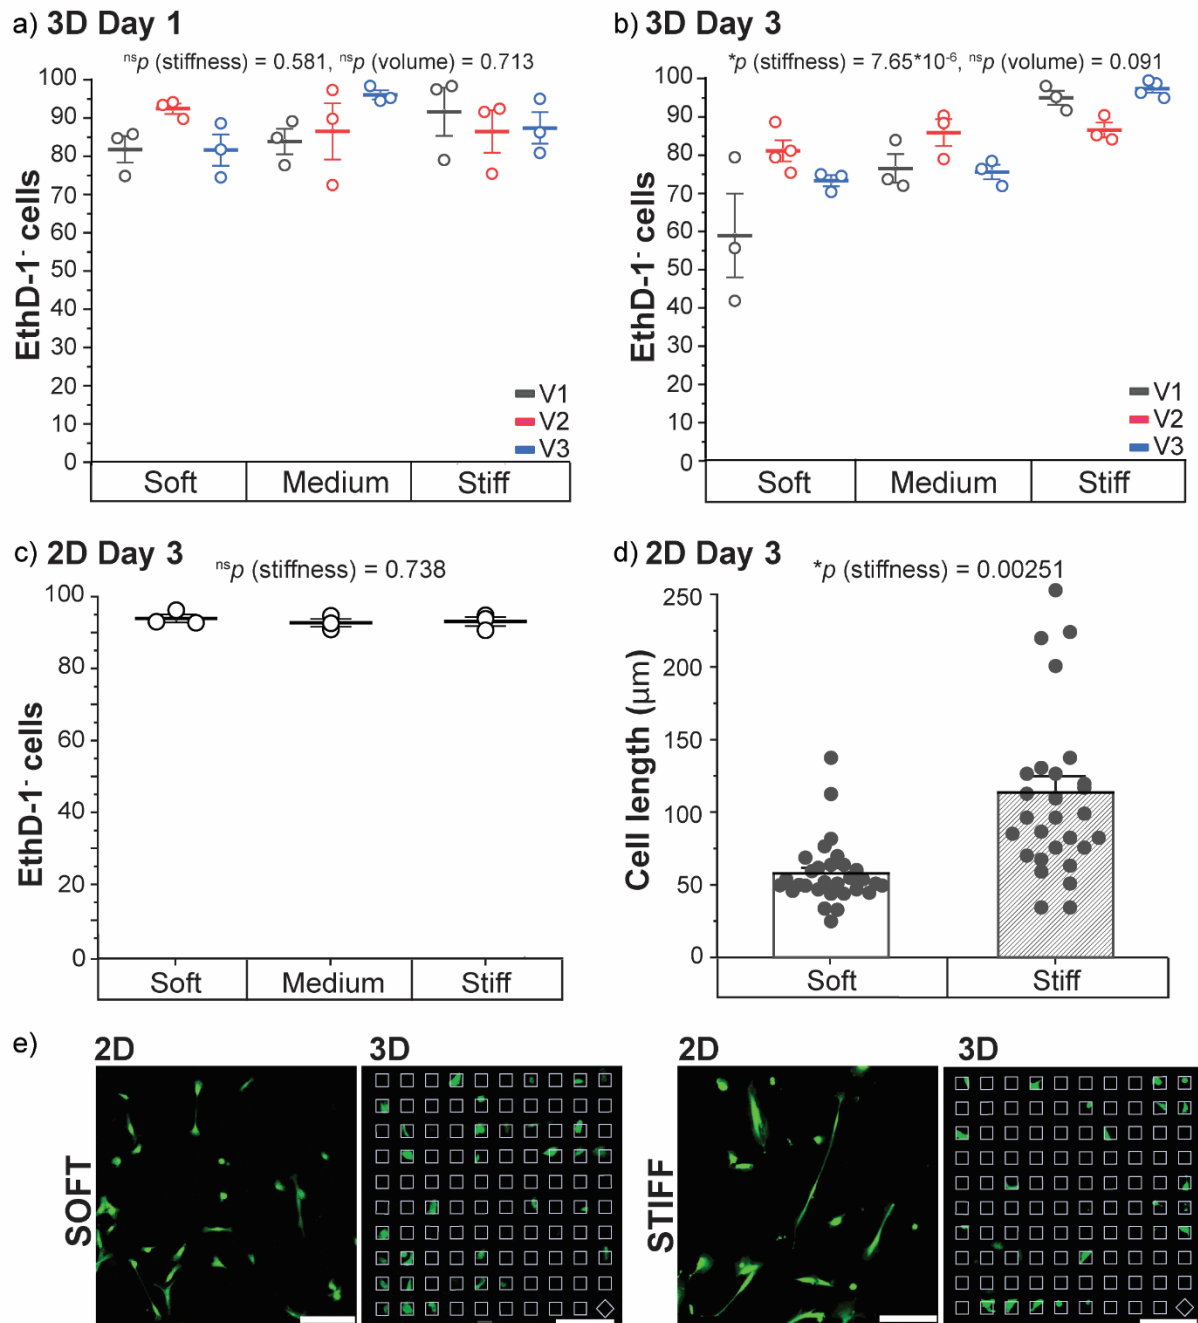 a) 3D Day 1
ⁿˢp (stiffness) = 0.581, ⁿˢp (volume) = 0.713
EthD-1⁻ cells
100
90
80
70
60
50
40
30
20
10
0
V1
V2
V3
Soft Medium Stiff
b) 3D Day 3
*p (stiffness) = 7.65*10⁻⁶, ⁿˢp (volume) = 0.091
EthD-1⁻ cells
100
90
80
70
60
50
40
30
20
10
0
V1
V2
V3
Soft Medium Stiff
c) 2D Day 3
ⁿˢp (stiffness) = 0.738
EthD-1⁻ cells
100
80
60
40
20
0
Soft Medium Stiff
d) 2D Day 3
*p (stiffness) = 0.00251
Cell length (μm)
250
200
150
100
50
0
Soft Stiff
e)
2D 3D
SOFT
2D 3D
STIFF